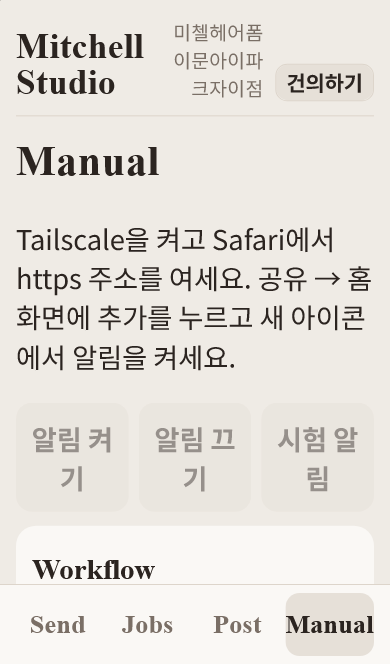 Mitchell
Studio
미첼헤어폼
이문아이파
크자이점
건의하기
Manual
Tailscale을 켜고 Safari에서
https 주소를 여세요. 공유 → 홈
화면에 추가를 누르고 새 아이콘
에서 알림을 켜세요.
알림 켜
기
알림 끄
기
시험 알
림
Workflow
Send
Jobs
Post
Manual